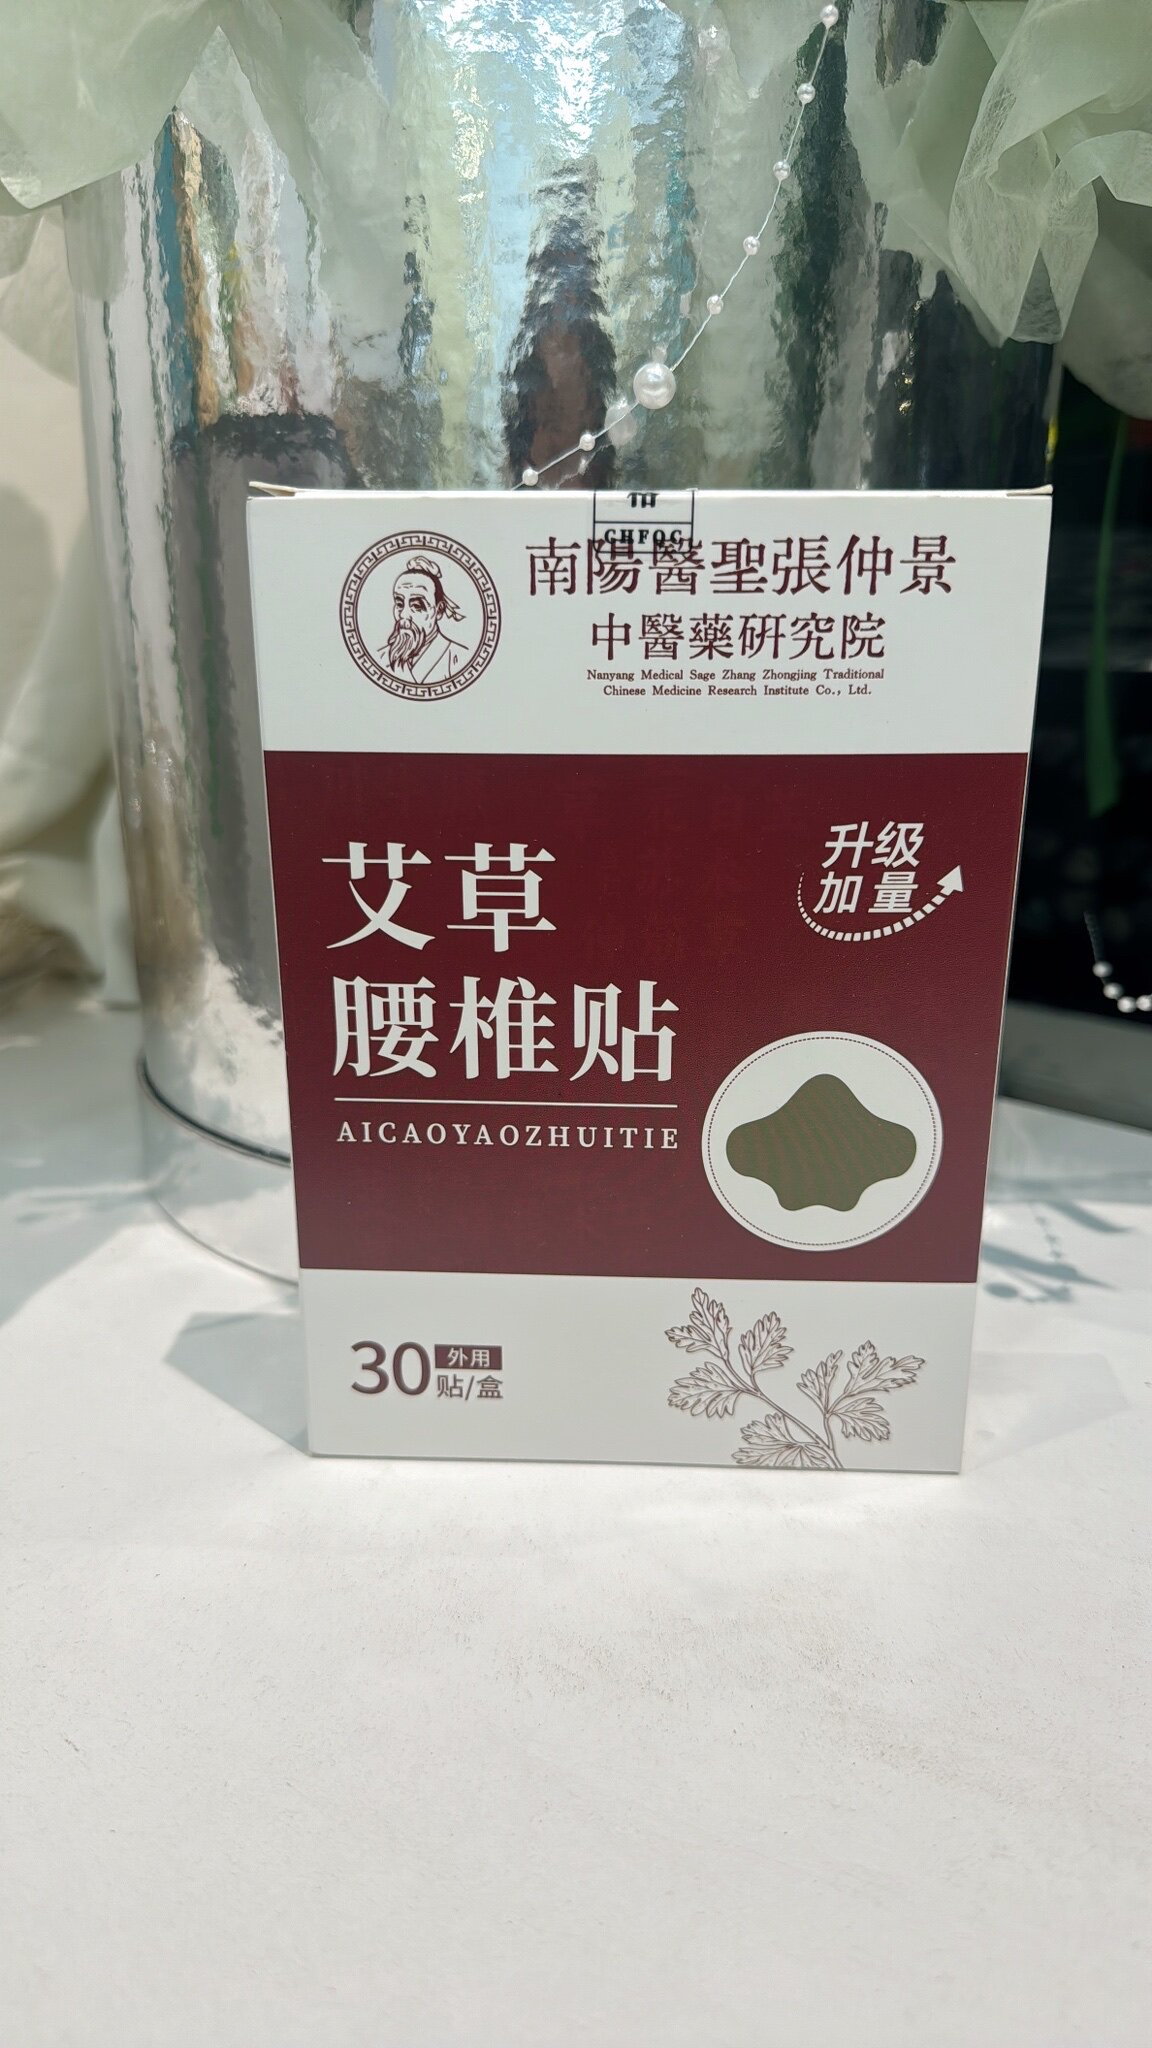 南陽醫聖張仲景
中醫藥研究院
Nanyang Medical Sage Zhang Zhongjing Traditional
Chinese Medicine Research Institute Co., Ltd.
升级
加量
艾草
腰椎贴
AICAOYAOZHUITIE
30
外用
贴/盒